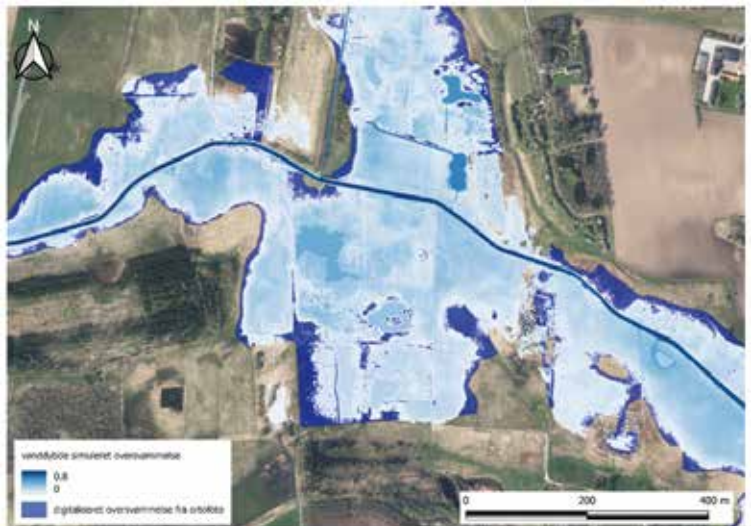 N
vanddybde simuleret oversvømmelse
0.8
0
digitaliseret oversvømmelse fra ortofoto
0 200 400 m